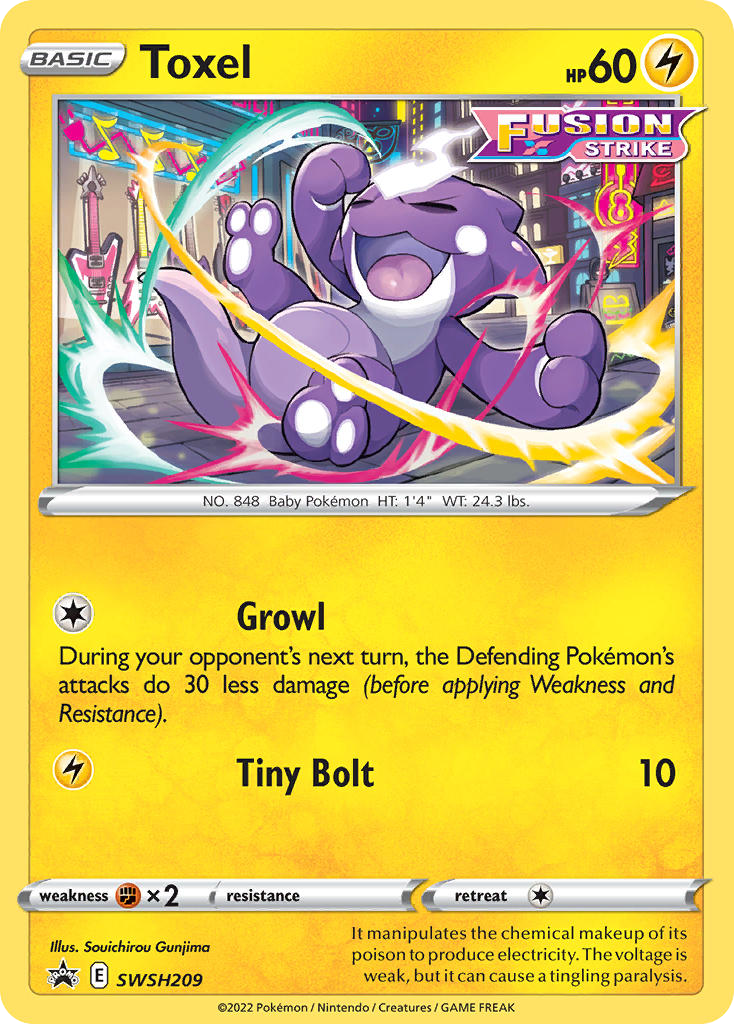 BASIC Toxel HP60
FUSION
STRIKE
NO. 848 Baby Pokémon HT: 1'4" WT: 24.3 lbs.
Growl
During your opponent's next turn, the Defending Pokémon's
attacks do 30 less damage (before applying Weakness and
Resistance).
Tiny Bolt 10
weakness ×2 resistance retreat
Illus. Souichirou Gunjima
It manipulates the chemical makeup of its
poison to produce electricity. The voltage is
weak, but it can cause a tingling paralysis.
PROMO E SWSH209
©2022 Pokémon / Nintendo / Creatures / GAME FREAK